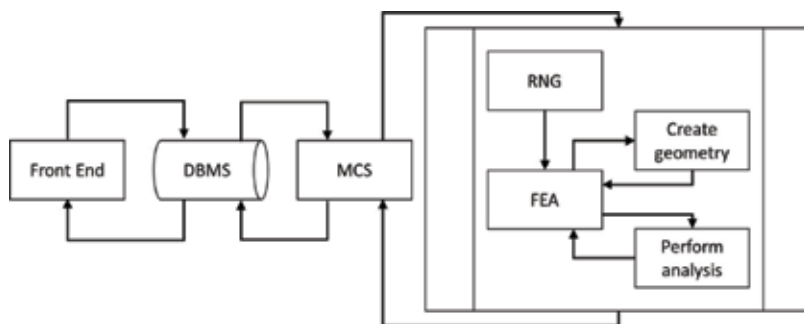 Front End
DBMS
MCS
RNG
FEA
Create
geometry
Perform
analysis